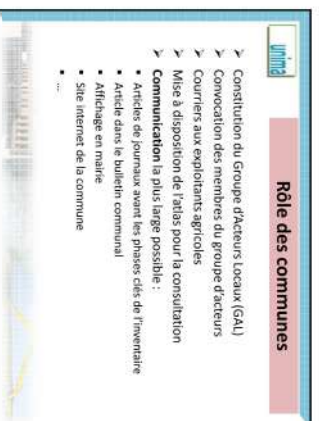 unima
Rôle des communes
➤ Constitution du Groupe d'Acteurs Locaux (GAL)
➤ Convocation des membres du groupe d'acteurs
➤ Courriers aux exploitants agricoles
➤ Mise à disposition de l'atlas pour la consultation
➤ Communication la plus large possible :
▪ Articles de journaux avant les phases clés de l'inventaire
▪ Article dans le bulletin communal
▪ Affichage en mairie
▪ Site internet de la commune
▪ ...